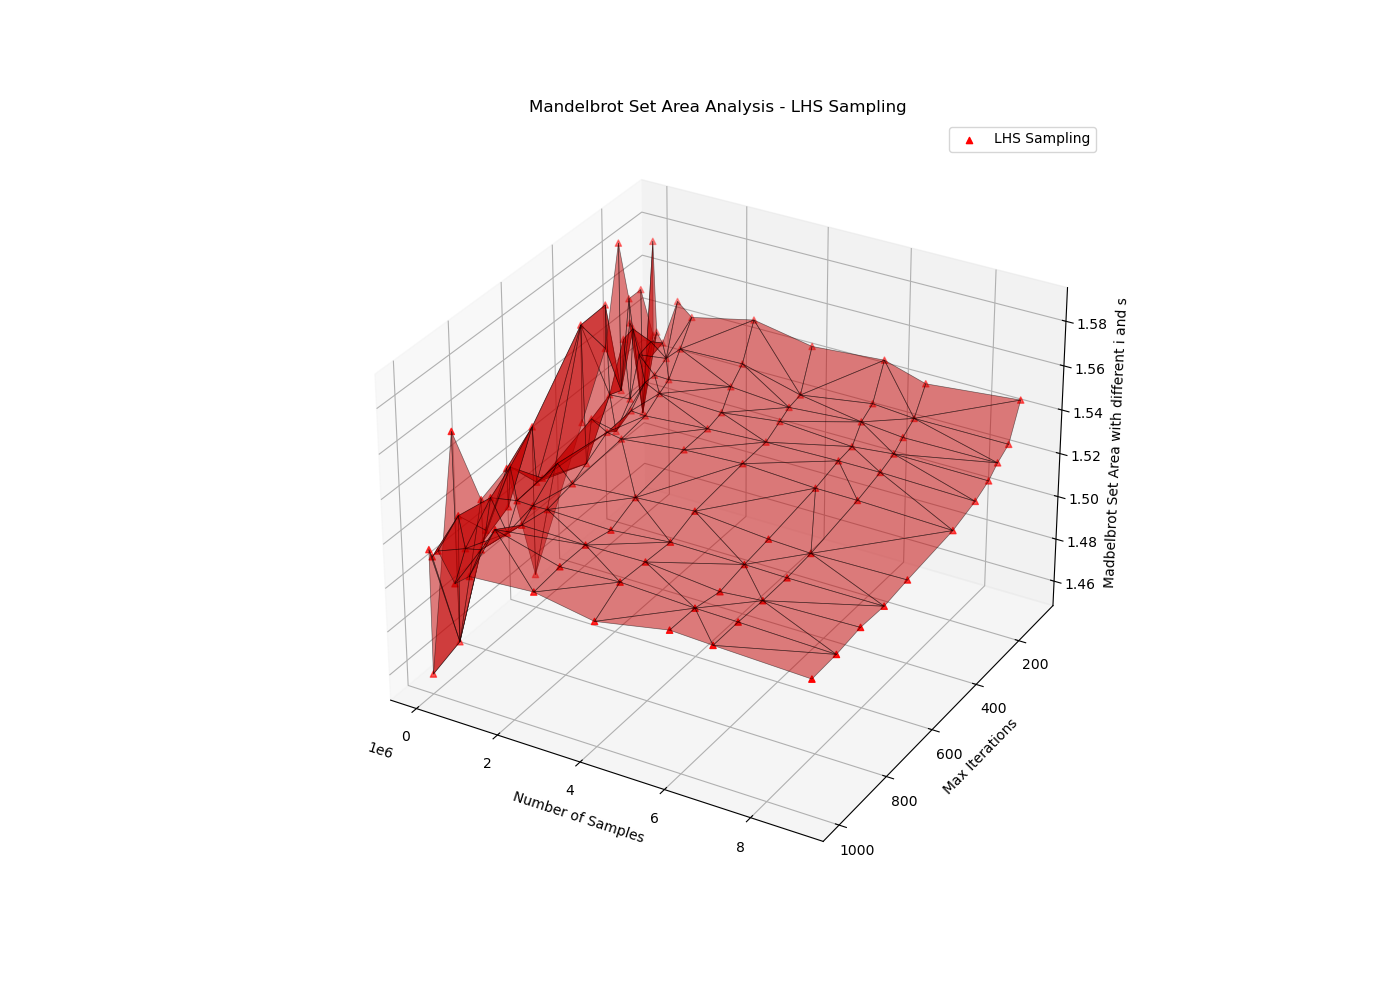 Mandelbrot Set Area Analysis - LHS Sampling
LHS Sampling
1.58
1.56
1.54
1.52
1.50
1.48
1.46
Madbelbrot Set Area with different i and s
200
400
600
800
1000
Max Iterations
0
2
4
6
8
1e6
Number of Samples